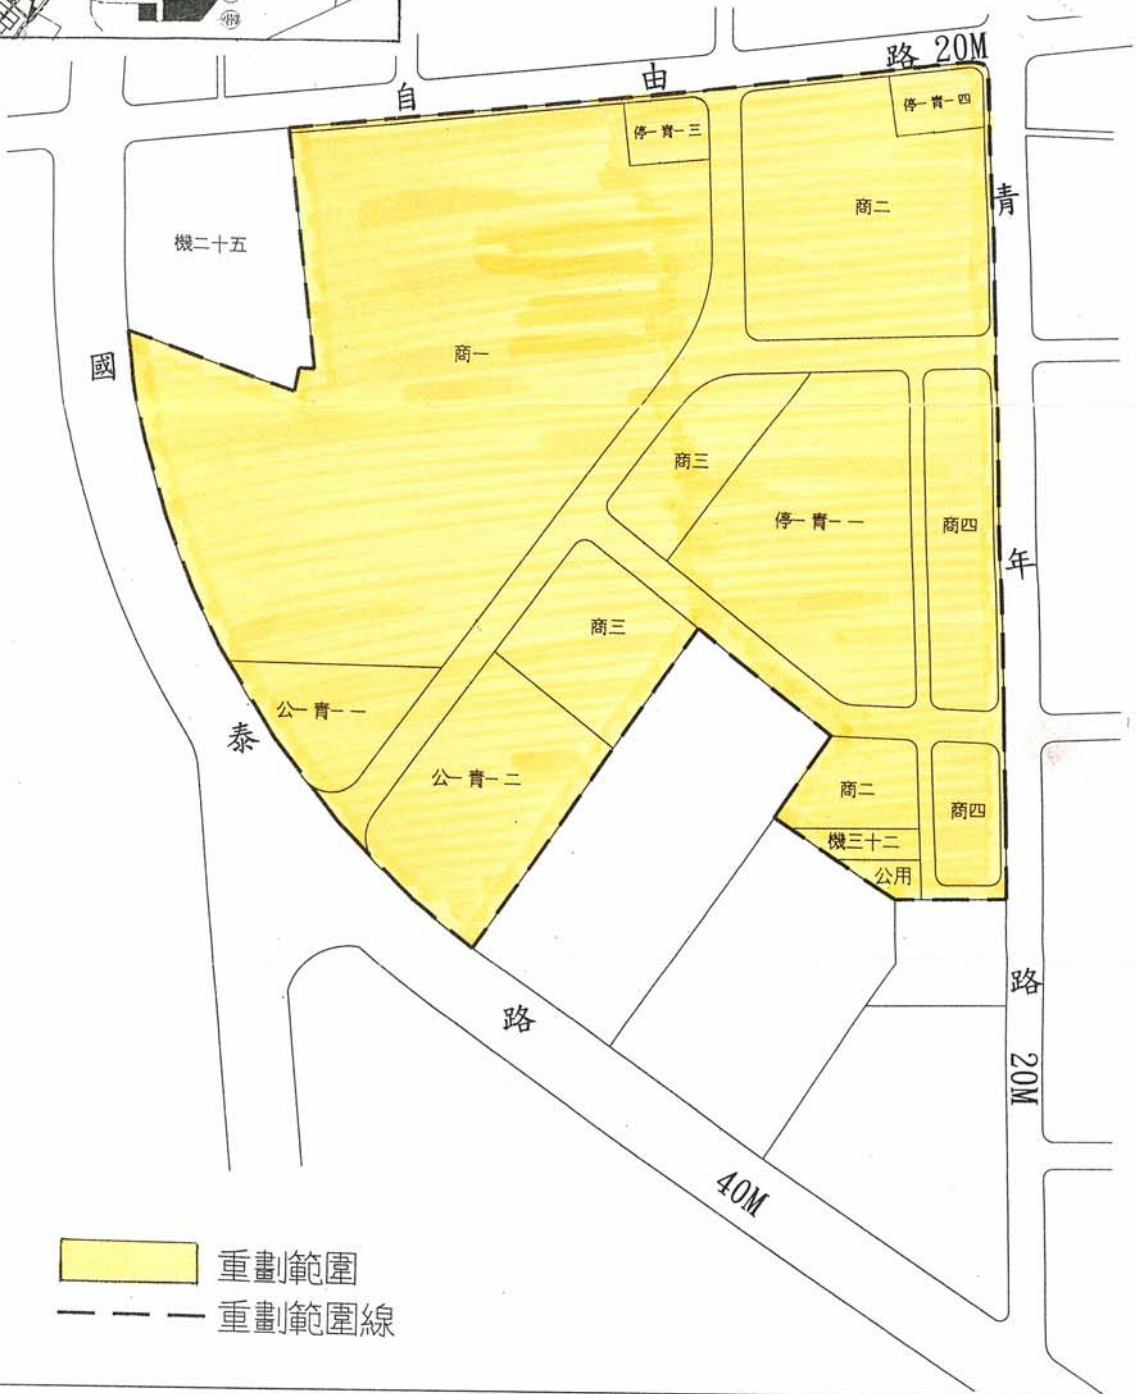 自由路 20M
停一青一三
停一青一四
青年路 20M
商二
機二十五
國泰路 40M
商一
商三
停一青一一
商四
商三
公一青一一
公一青一二
商二
商四
機三十二
公用
重劃範圍
重劃範圍線